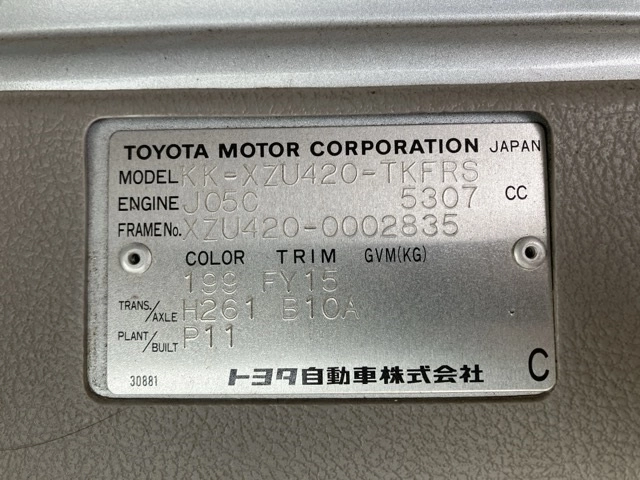 TOYOTA MOTOR CORPORATION JAPAN
MODEL KK-XZU420-TKFRS
ENGINE J05C 5307 CC
FRAME No. XZU420-0002835
COLOR TRIM GVM(KG)
199 FY15
TRANS./AXLE H261 B10A
PLANT/BUILT P11
30881 トヨタ自動車株式会社 C